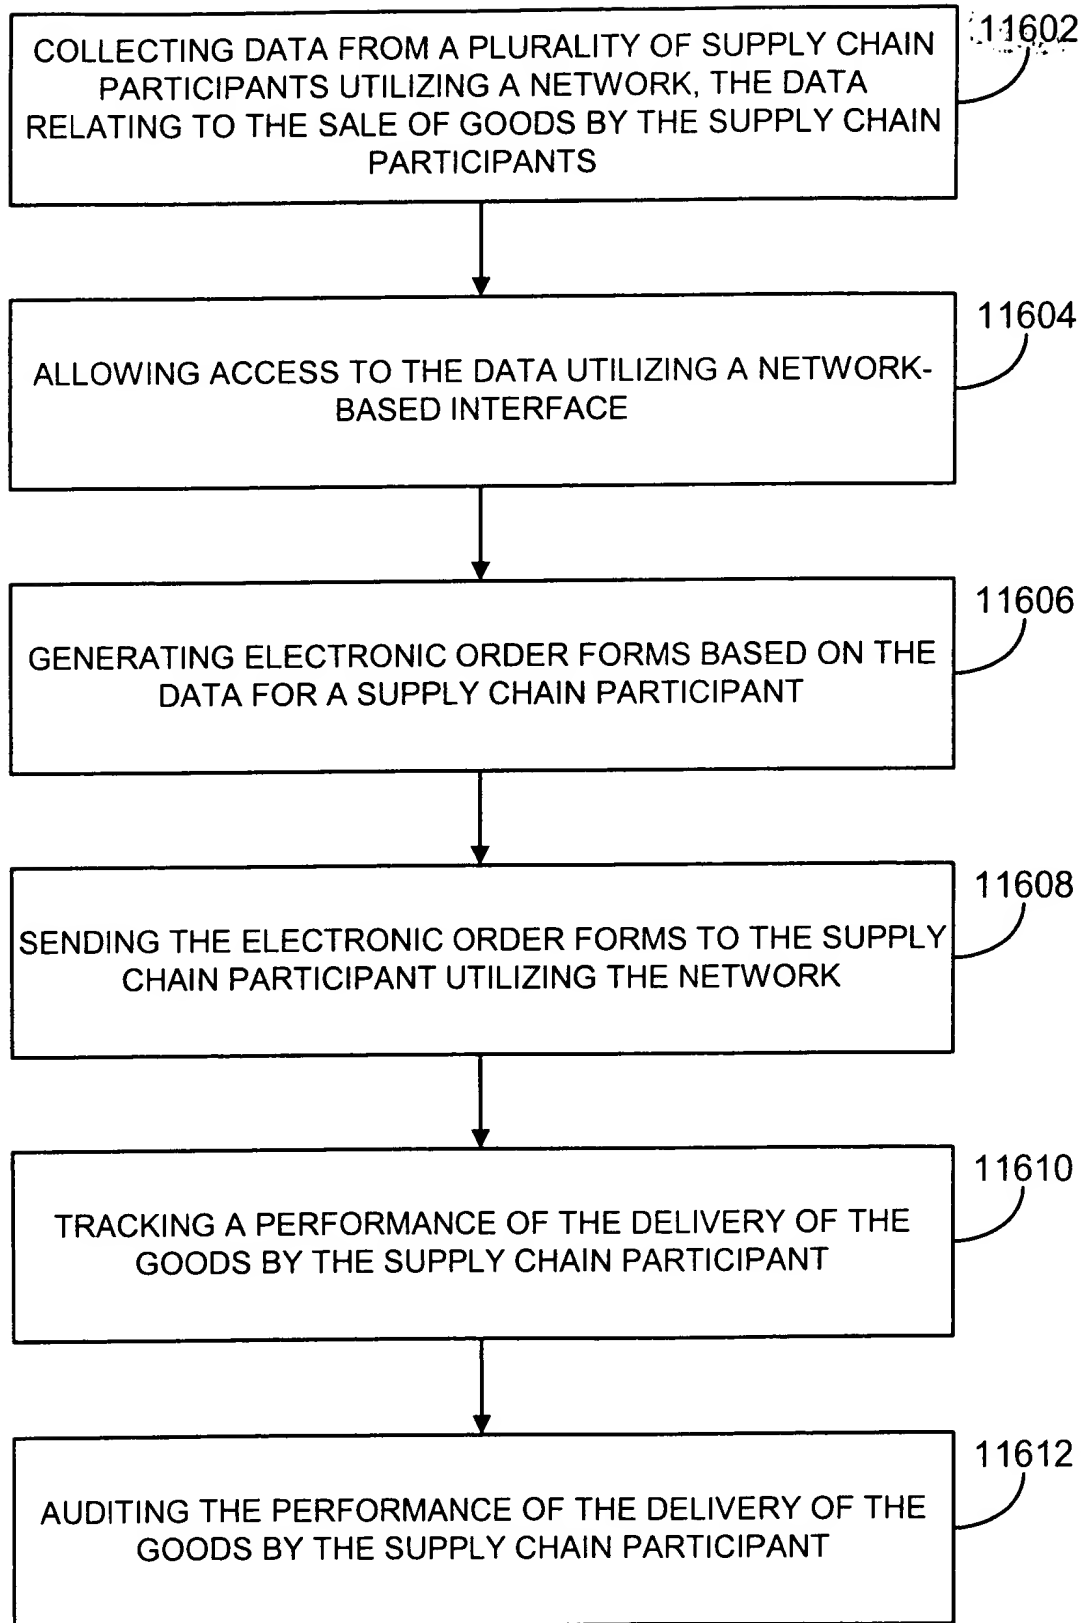 11602
COLLECTING DATA FROM A PLURALITY OF SUPPLY CHAIN
PARTICIPANTS UTILIZING A NETWORK, THE DATA
RELATING TO THE SALE OF GOODS BY THE SUPPLY CHAIN
PARTICIPANTS
11604
ALLOWING ACCESS TO THE DATA UTILIZING A NETWORK-
BASED INTERFACE
11606
GENERATING ELECTRONIC ORDER FORMS BASED ON THE
DATA FOR A SUPPLY CHAIN PARTICIPANT
11608
SENDING THE ELECTRONIC ORDER FORMS TO THE SUPPLY
CHAIN PARTICIPANT UTILIZING THE NETWORK
11610
TRACKING A PERFORMANCE OF THE DELIVERY OF THE
GOODS BY THE SUPPLY CHAIN PARTICIPANT
11612
AUDITING THE PERFORMANCE OF THE DELIVERY OF THE
GOODS BY THE SUPPLY CHAIN PARTICIPANT